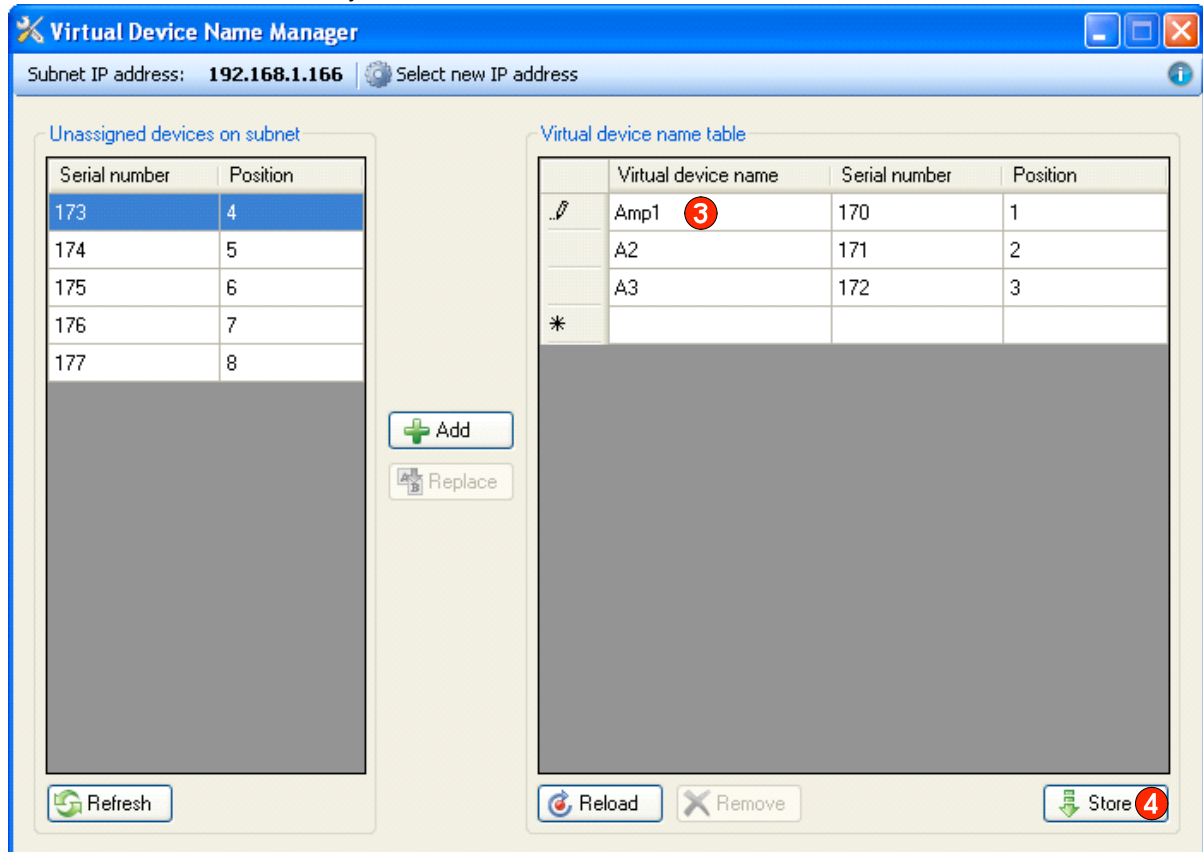 Virtual Device Name Manager
Subnet IP address: 192.168.1.166 Select new IP address
Unassigned devices on subnet
Serial number Position
173 4
174 5
175 6
176 7
177 8
Refresh
Add
Replace
Virtual device name table
Virtual device name Serial number Position
Amp1 3 170 1
A2 171 2
A3 172 3
*
Reload Remove Store 4